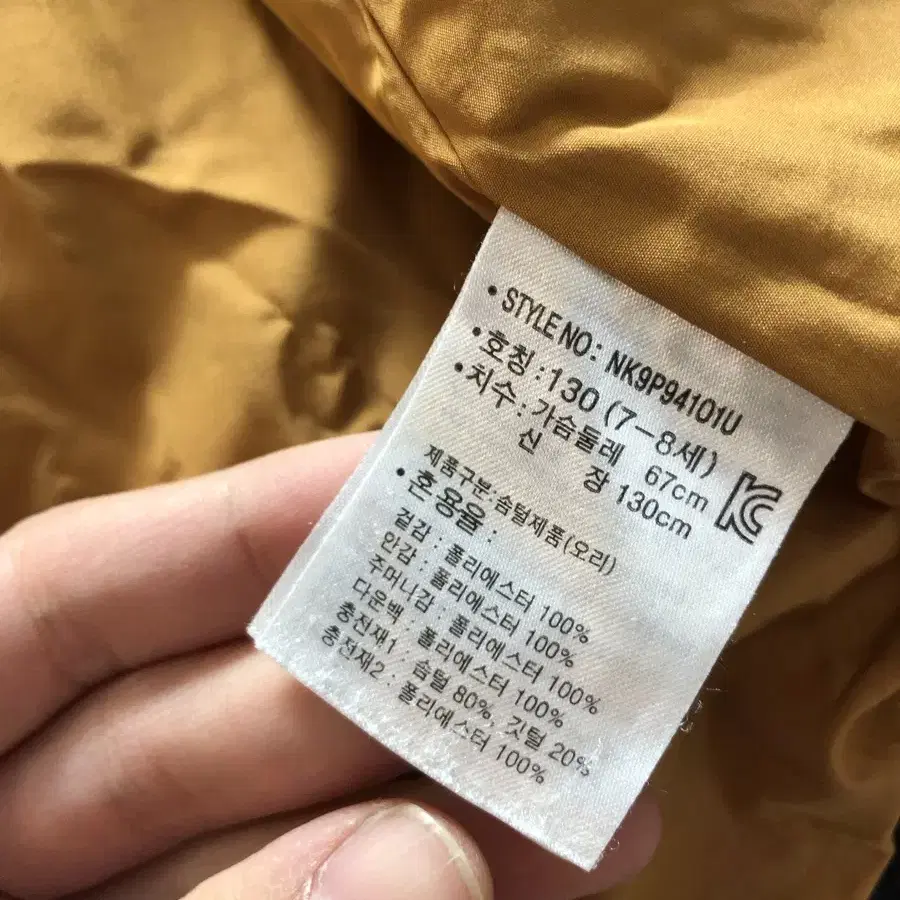 • STYLE NO: NK9P94101U
• 호칭 : 130 (7-8세)
• 치수 : 가슴둘레 67cm
신 장 130cm
제품구분:솜털제품(오리)
• 혼용율 :
겉감 : 폴리에스터 100%
안감 : 폴리에스터 100%
주머니감 : 폴리에스터 100%
다운백 : 폴리에스터 100%
충전재1 : 솜털 80%, 깃털 20%
충전재2 : 폴리에스터 100%